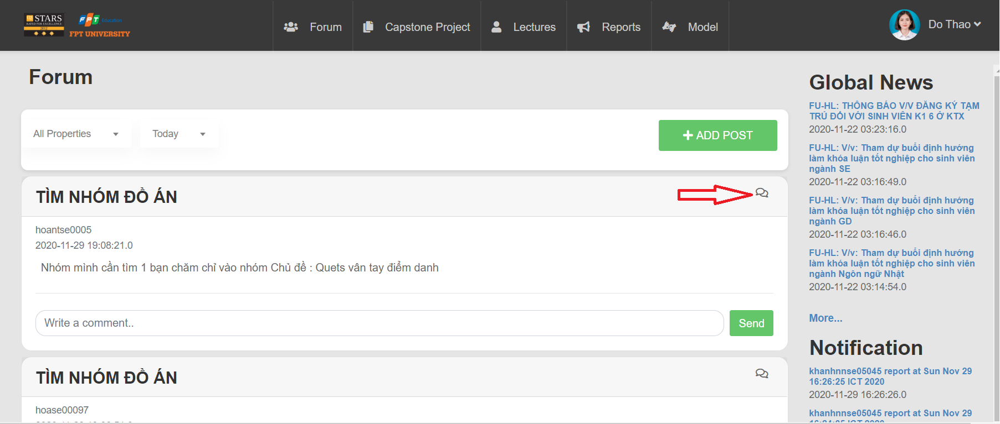 STARS
RATED FOR EXCELLENCE
2012
FPT Education
FPT UNIVERSITY
Forum
Capstone Project
Lectures
Reports
Model
Do Thao
Forum
All Properties
Today
ADD POST
TÌM NHÓM ĐỒ ÁN
hoantse0005
2020-11-29 19:08:21.0
Nhóm mình cần tìm 1 bạn chăm chỉ vào nhóm Chủ đề : Quets vân tay điểm danh
Write a comment..
Send
TÌM NHÓM ĐỒ ÁN
hoase00097
Global News
FU-HL: THÔNG BÁO V/V ĐĂNG KÝ TẠM
TRÚ ĐỐI VỚI SINH VIÊN K1 6 Ở KTX
2020-11-22 03:23:16.0
FU-HL: V/v: Tham dự buổi định hướng
làm khóa luận tốt nghiệp cho sinh viên
ngành SE
2020-11-22 03:16:49.0
FU-HL: V/v: Tham dự buổi định hướng
làm khóa luận tốt nghiệp cho sinh viên
ngành GD
2020-11-22 03:16:46.0
FU-HL: V/v: Tham dự buổi định hướng
làm khóa luận tốt nghiệp cho sinh viên
ngành Ngôn ngữ Nhật
2020-11-22 03:14:54.0
More...
Notification
khanhnnse05045 report at Sun Nov 29
16:26:25 ICT 2020
2020-11-29 16:26:26.0
khanhnnse05045 report at Sun Nov 29